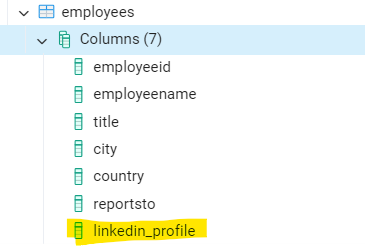 employees
Columns (7)
employeeid
employeename
title
city
country
reportsto
linkedin_profile